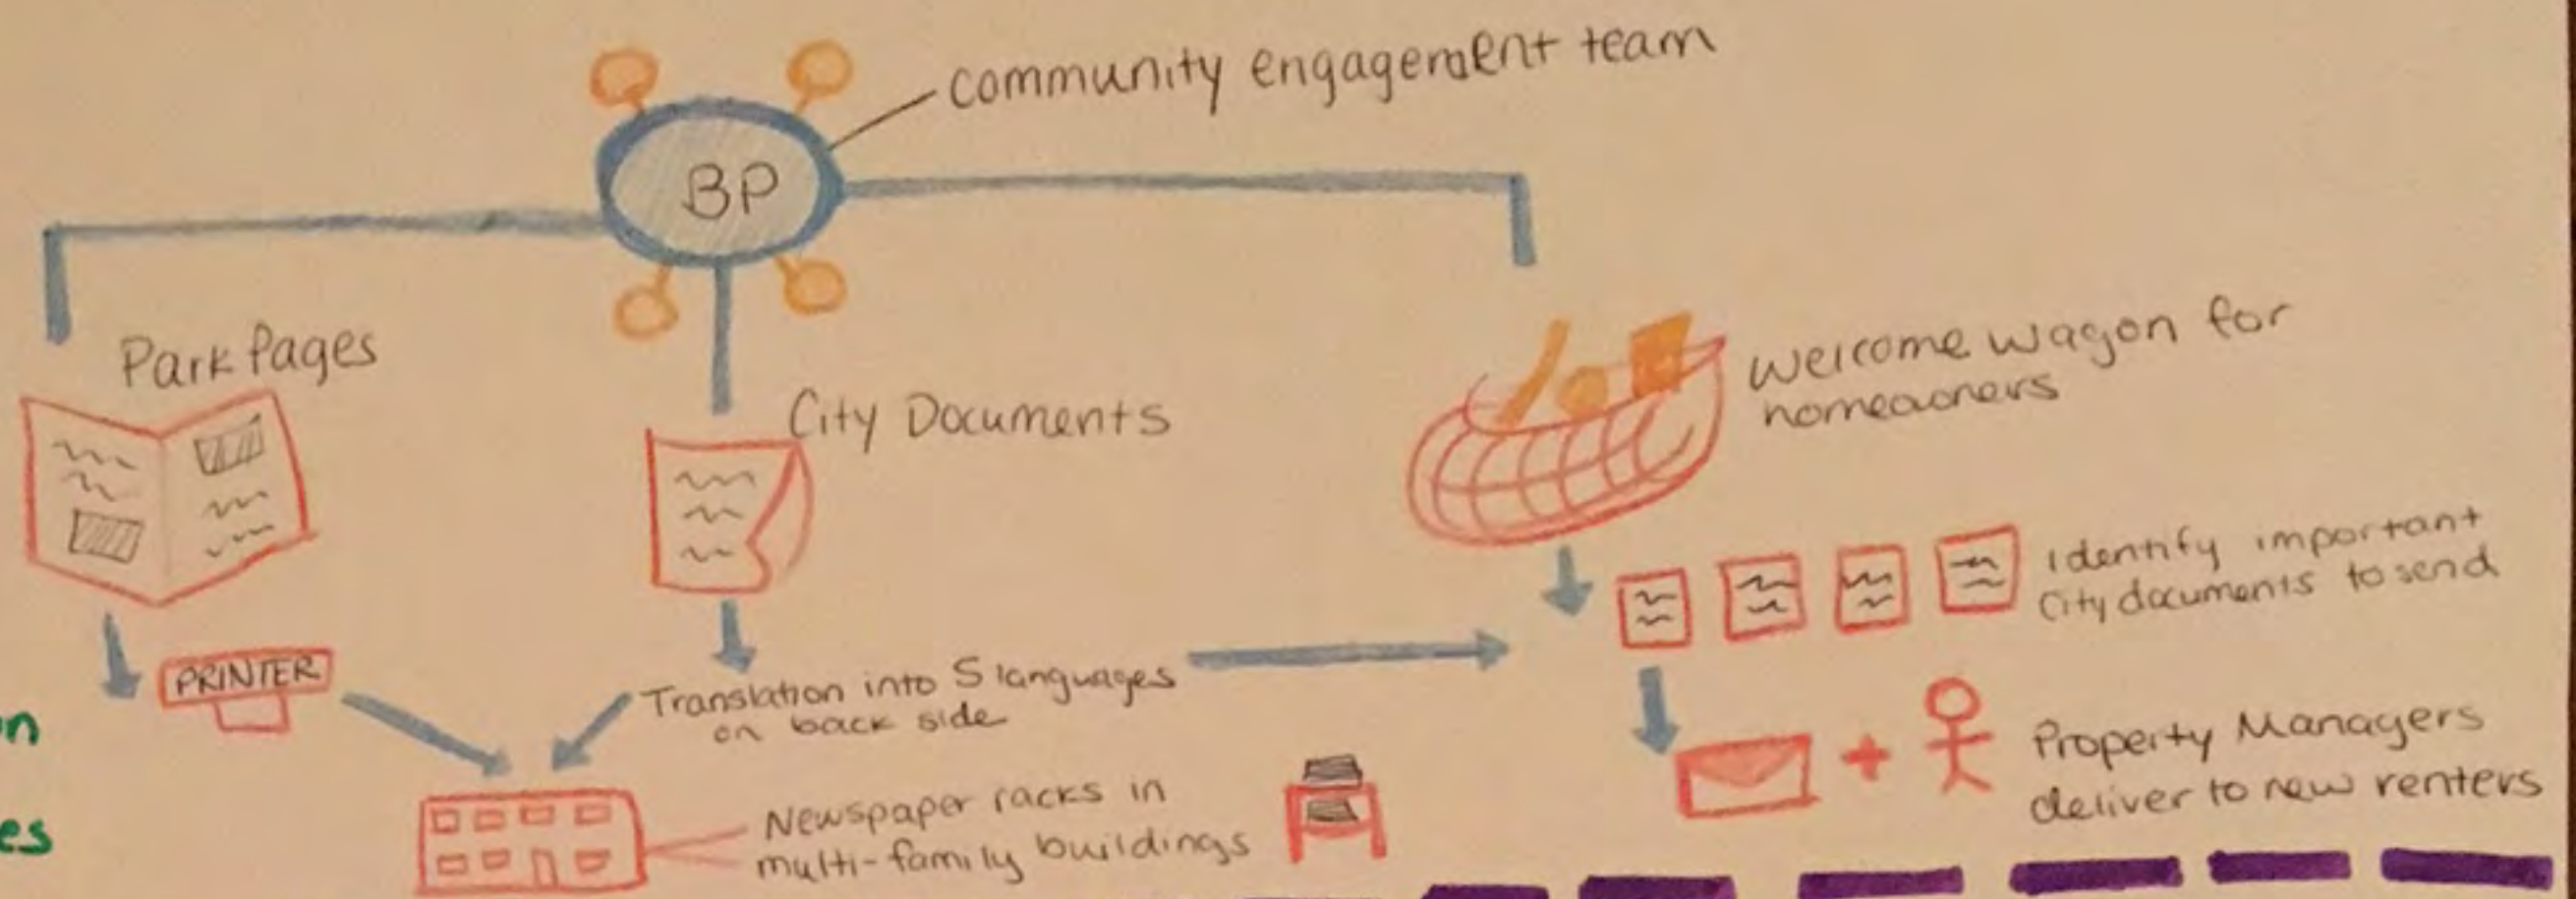 community engagement team
BP
Park Pages
City Documents
Welcome wagon for
homeowners
Identify important
City documents to send
PRINTER
Translation into 5 languages
on back side
Property Managers
deliver to new renters
Newspaper racks in
multi-family buildings